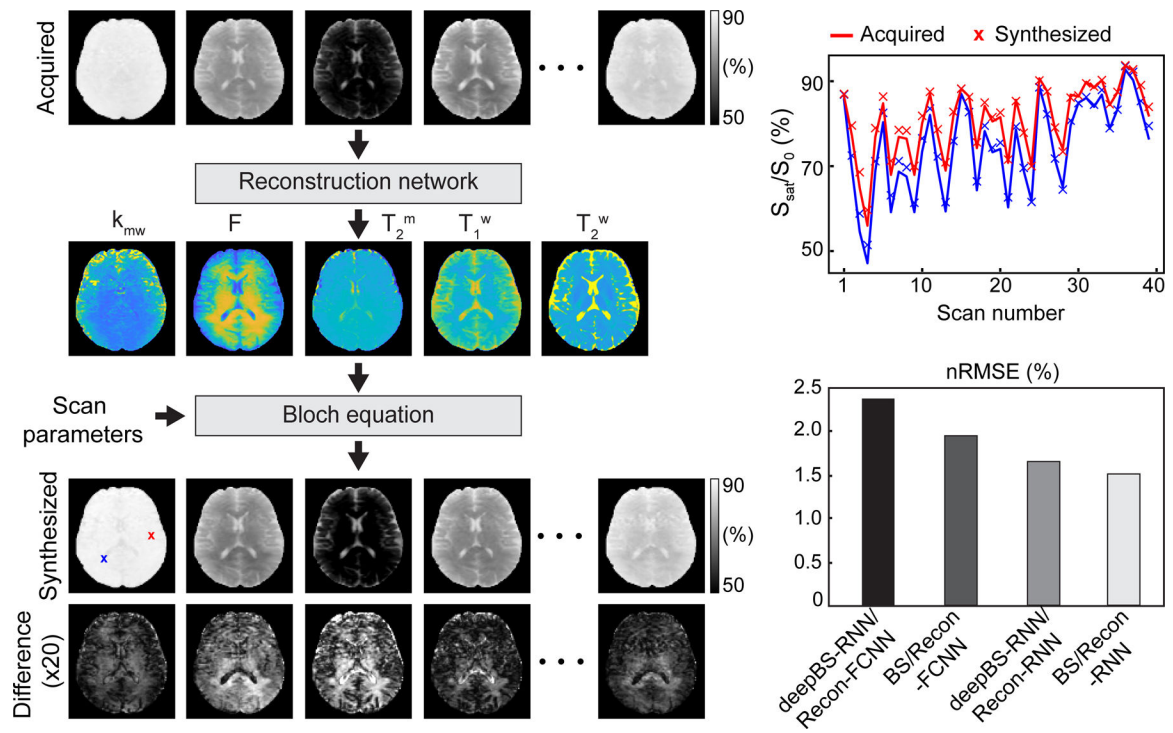 Acquired
90
(%)
50
Reconstruction network
k_mw
F
T_2^m
T_1^w
T_2^w
Scan
parameters
Bloch equation
Synthesized
x
x
90
(%)
50
Difference
(x20)
Acquired x Synthesized
S_sat/S_0 (%)
90
70
50
1 10 20 30 40
Scan number
nRMSE (%)
2.5
2.0
1.5
1.0
0.5
0
deepBS-RNN/
Recon-FCNN
BS/Recon
-FCNN
deepBS-RNN/
Recon-RNN
BS/Recon
-RNN